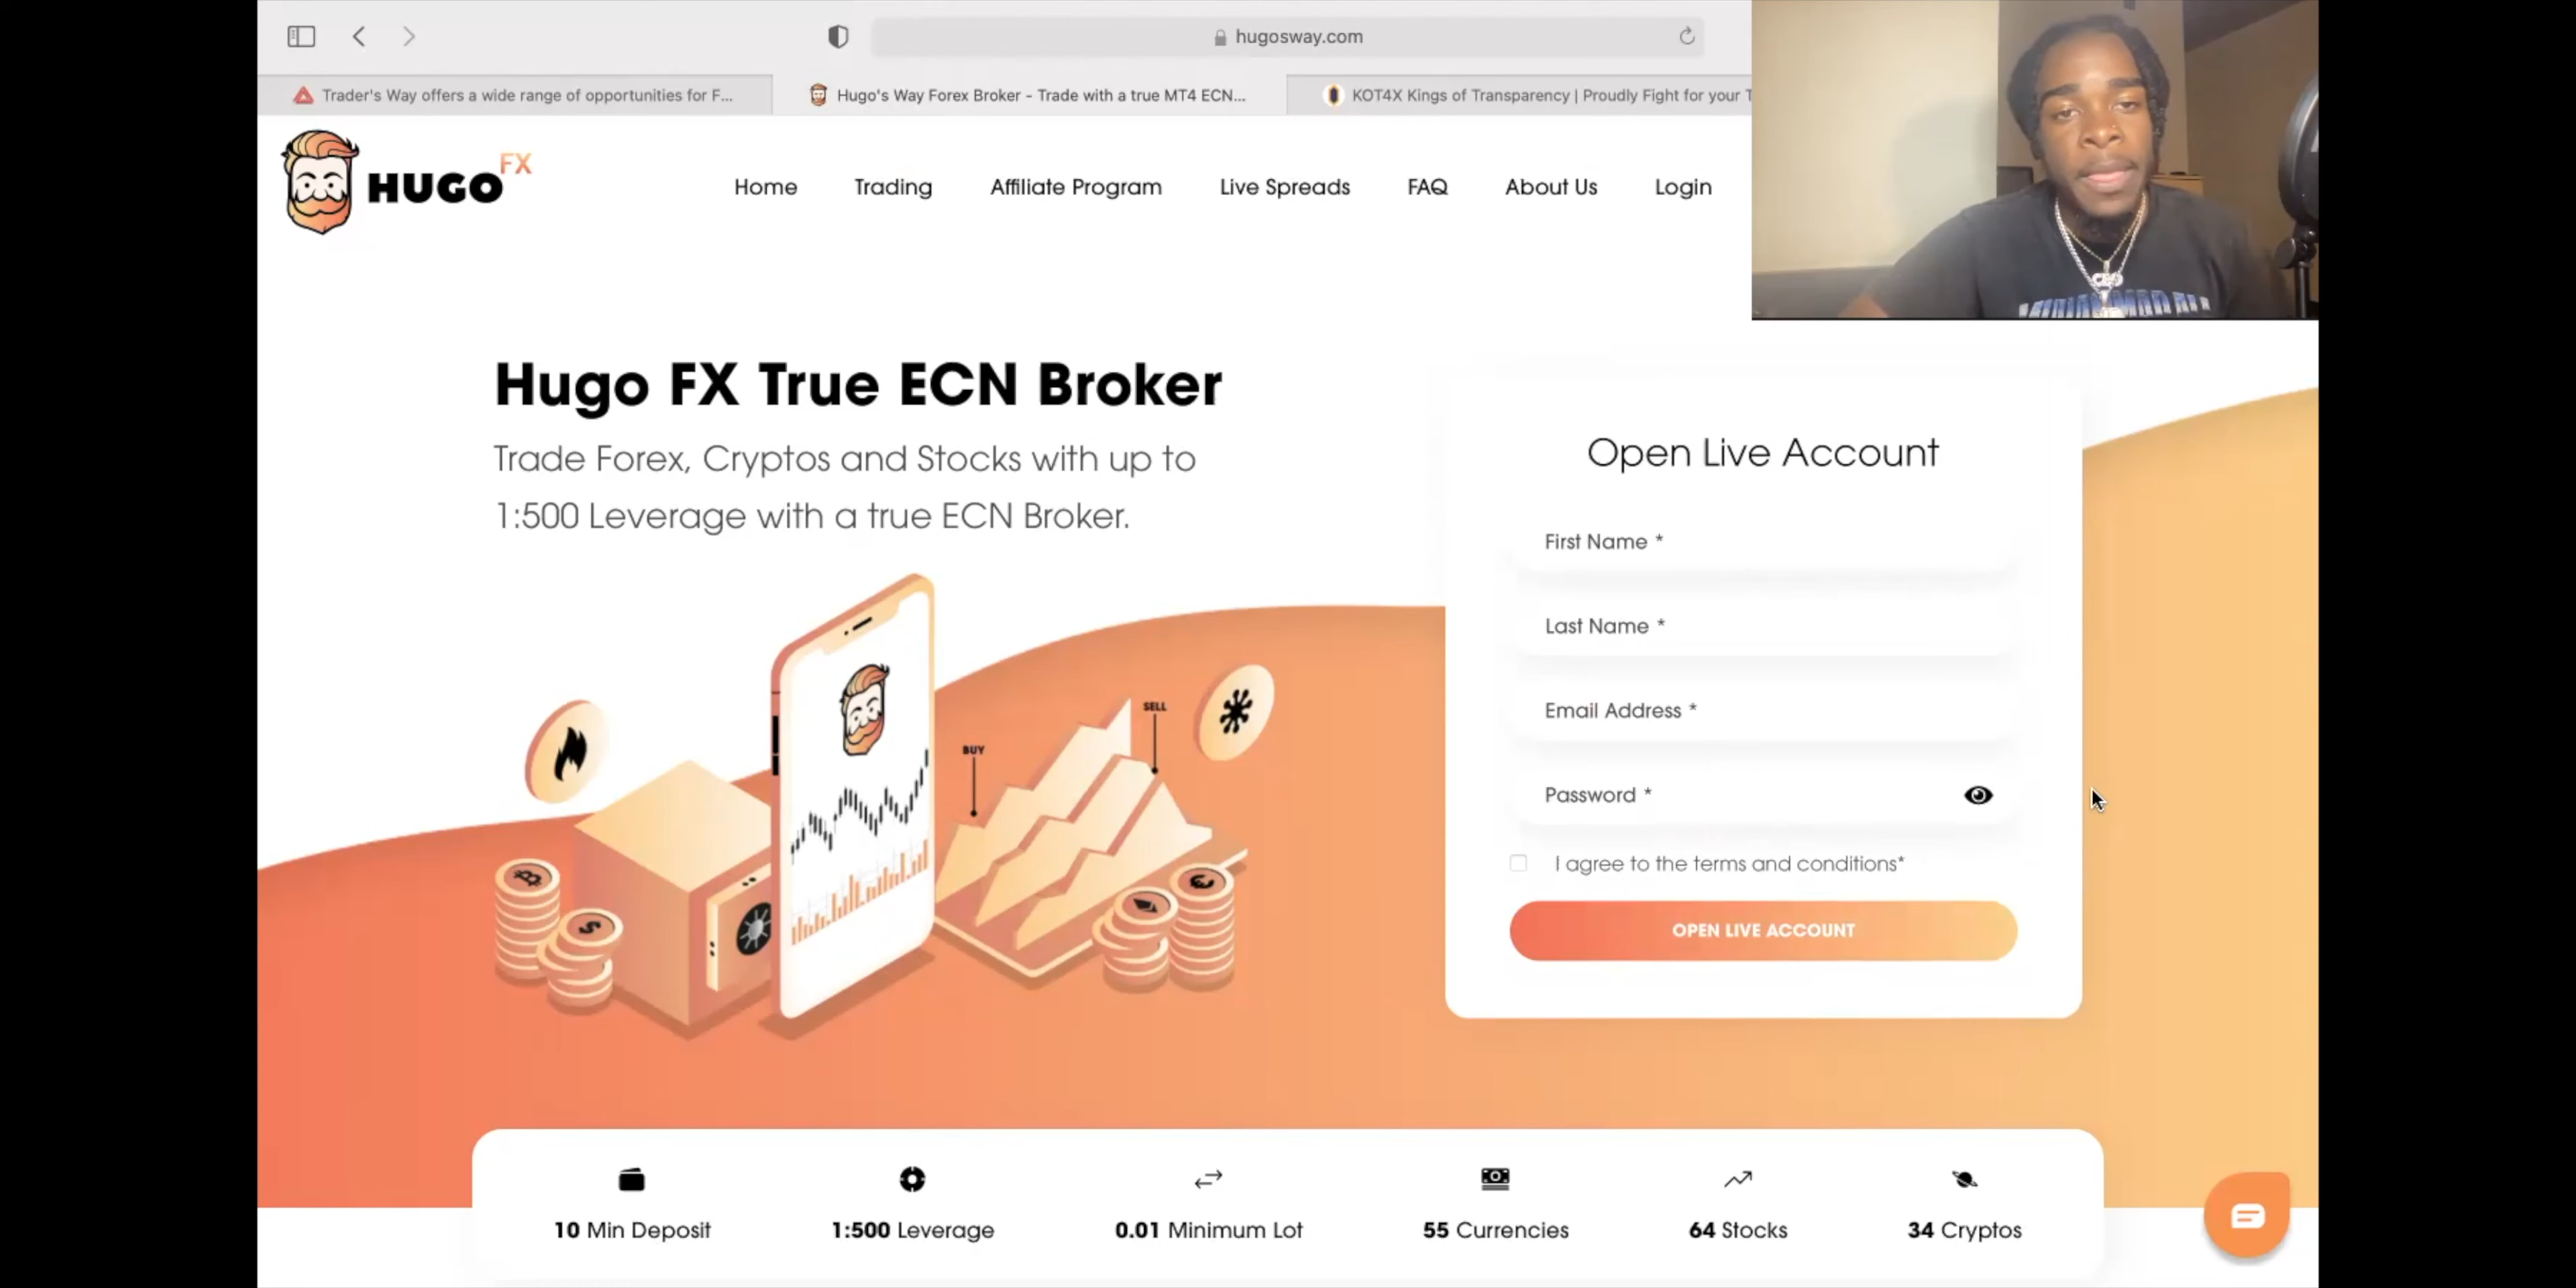 hugosway.com
Trader's Way offers a wide range of opportunities for F...
Hugo's Way Forex Broker - Trade with a true MT4 ECN...
KOT4X Kings of Transparency | Proudly Fight for your T
HUGO FX
Home
Trading
Affiliate Program
Live Spreads
FAQ
About Us
Login
Hugo FX True ECN Broker
Trade Forex, Cryptos and Stocks with up to
1:500 Leverage with a true ECN Broker.
Open Live Account
First Name *
Last Name *
Email Address *
Password *
I agree to the terms and conditions*
OPEN LIVE ACCOUNT
BUY
SELL
10 Min Deposit
1:500 Leverage
0.01 Minimum Lot
55 Currencies
64 Stocks
34 Cryptos